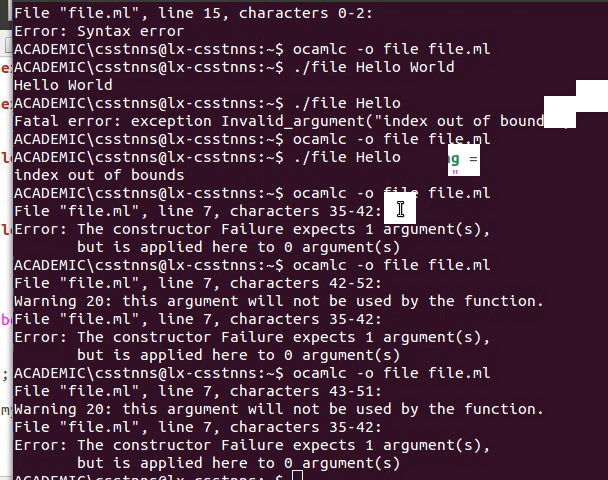 File "file.ml", line 15, characters 0-2:
Error: Syntax error
ACADEMIC\csstnns@lx-csstnns:~$ ocamlc -o file file.ml
ACADEMIC\csstnns@lx-csstnns:~$ ./file Hello World
Hello World
ACADEMIC\csstnns@lx-csstnns:~$ ./file Hello
Fatal error: exception Invalid_argument("index out of
ACADEMIC\csstnns@lx-csstnns:~$ ocamlc -o file file.ml
ACADEMIC\csstnns@lx-csstnns:~$ ./file Hello
index out of bounds
ACADEMIC\csstnns@lx-csstnns:~$ ocamlc -o file file.ml
File "file.ml", line 7, characters 35-42:
Error: The constructor Failure expects 1 argument(s),
but is applied here to 0 argument(s)
ACADEMIC\csstnns@lx-csstnns:~$ ocamlc -o file file.ml
File "file.ml", line 7, characters 42-52:
Warning 20: this argument will not be used by the function.
File "file.ml", line 7, characters 35-42:
Error: The constructor Failure expects 1 argument(s),
but is applied here to 0 argument(s)
ACADEMIC\csstnns@lx-csstnns:~$ ocamlc -o file file.ml
File "file.ml", line 7, characters 43-51:
Warning 20: this argument will not be used by the function.
File "file.ml", line 7, characters 35-42:
Error: The constructor Failure expects 1 argument(s),
but is applied here to 0 argument(s)